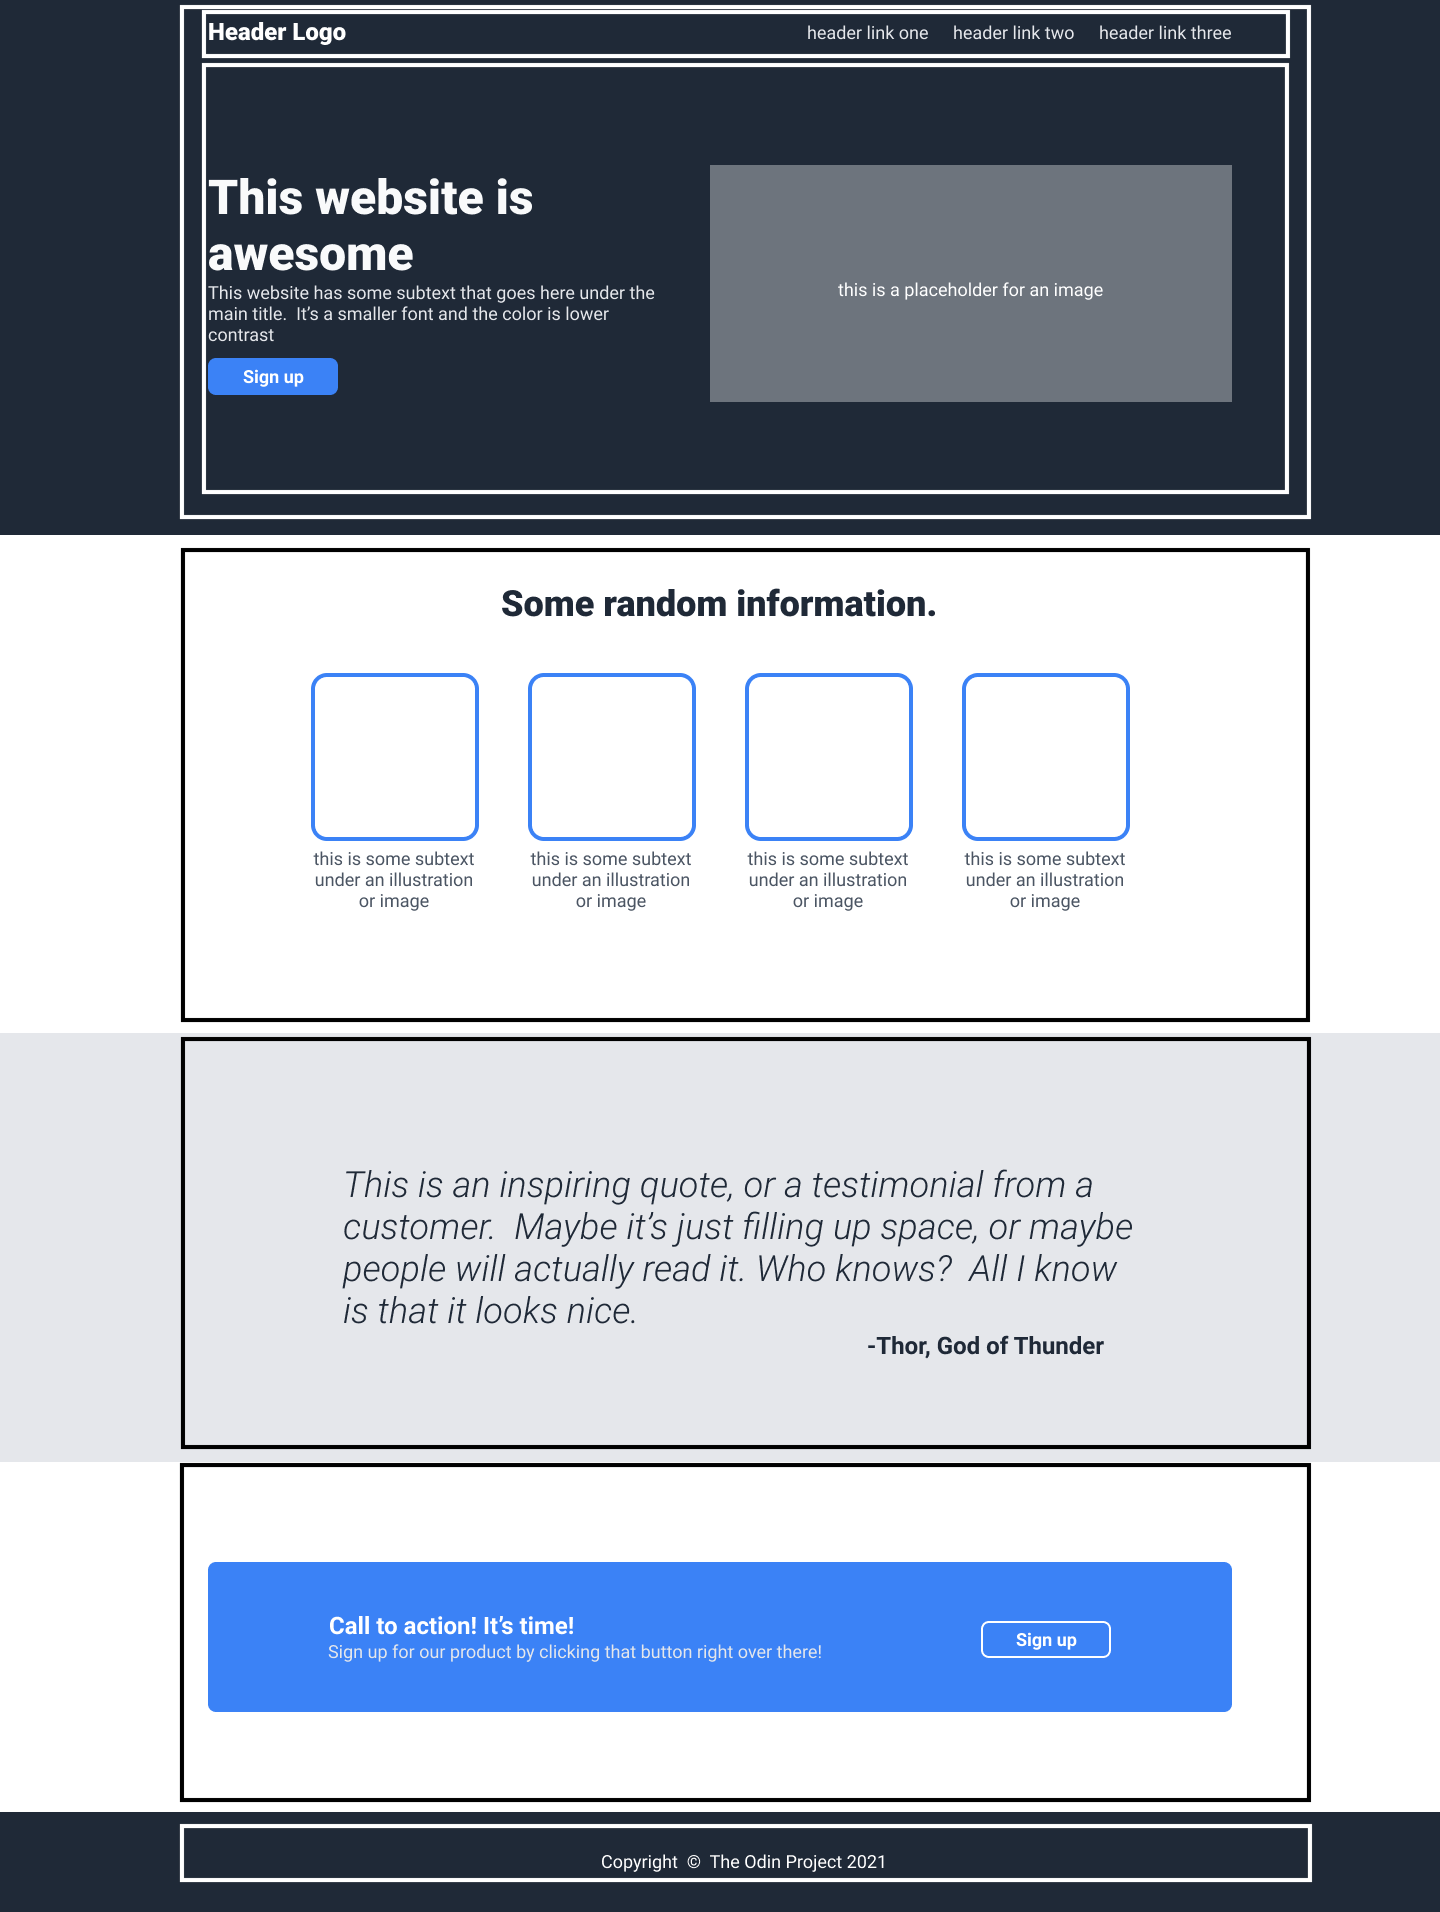 Header Logo
header link one header link two header link three
This website is
awesome
This website has some subtext that goes here under the
main title.  It’s a smaller font and the color is lower
contrast
Sign up
this is a placeholder for an image
Some random information.
this is some subtext
under an illustration
or image
this is some subtext
under an illustration
or image
this is some subtext
under an illustration
or image
this is some subtext
under an illustration
or image
This is an inspiring quote, or a testimonial from a
customer.  Maybe it’s just filling up space, or maybe
people will actually read it. Who knows?  All I know
is that it looks nice.
-Thor, God of Thunder
Call to action! It’s time!
Sign up for our product by clicking that button right over there!
Sign up
Copyright © The Odin Project 2021